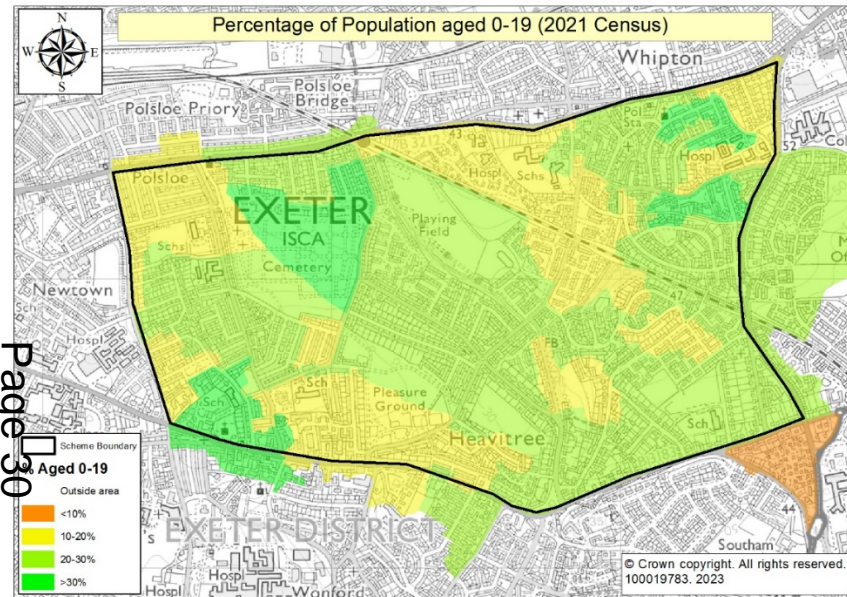 Percentage of Population aged 0-19 (2021 Census)
N
W E
S
Whipton
Polsloe
Bridge
Polsloe Priory
Pol
Sta
43
52
Hospl
Hospl
Schs
Polsloe
EXETER
ISCA
Playing
Field
Schs
Cemetery
Newtown
Sch
47
Hospl
FB
Sch
Sch
Pleasure
Ground
Sch
Heavitree
Page 30
Scheme Boundary
% Aged 0-19
Outside area
<10%
10-20%
20-30%
>30%
44
EXETER DISTRICT
Southam
Hospl
Hospl
Wonford
© Crown copyright. All rights reserved.
100019783. 2023